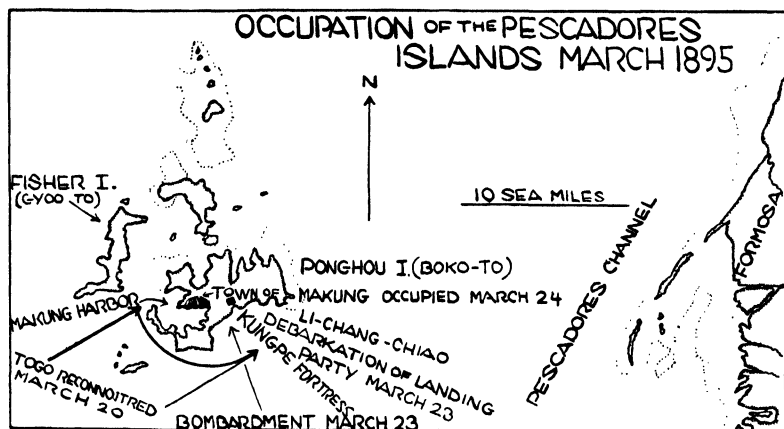 OCCUPATION OF THE PESCADORES
ISLANDS MARCH 1895
N
FISHER I.
(GYOO TO)
10 SEA MILES
PESCADORES CHANNEL
FORMOSA
PONGHOU I. (BOKO-TO)
TOWN OF
MAKUNG OCCUPIED MARCH 24
MAKUNG HARBOR
LI-CHANG-CHIAO
DEBARKATION OF LANDING
PARTY MARCH 23
KUNGPE FORTRESS
TOGO RECONNOITRED
MARCH 20
BOMBARDMENT MARCH 23